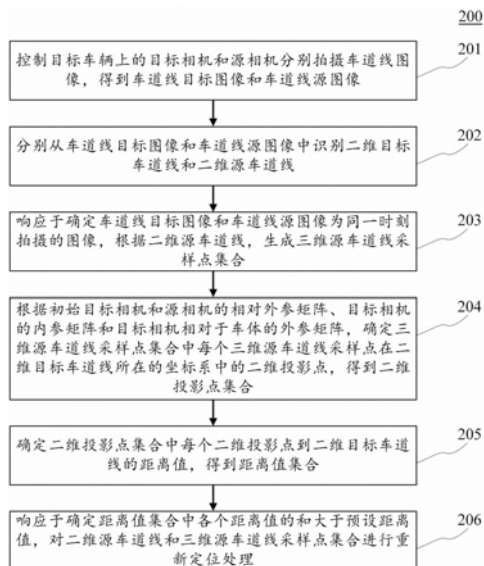 200
控制目标车辆上的目标相机和源相机分别拍摄车道线图
像，得到车道线目标图像和车道线源图像
201
分别从车道线目标图像和车道线源图像中识别二维目标
车道线和二维源车道线
202
响应于确定车道线目标图像和车道线源图像为同一时刻
拍摄的图像，根据二维源车道线，生成三维源车道线采
样点集合
203
根据初始目标相机和源相机的相对外参矩阵、目标相机
的内参矩阵和目标相机相对于车体的外参矩阵，确定三
维源车道线采样点集合中每个三维源车道线采样点在二
维目标车道线所在的坐标系中的二维投影点，得到二维
投影点集合
204
确定二维投影点集合中每个二维投影点到二维目标车道
线的距离值，得到距离值集合
205
响应于确定距离值集合中各个距离值的和大于预设距离
值，对二维源车道线和三维源车道线采样点集合进行重
新定位处理
206